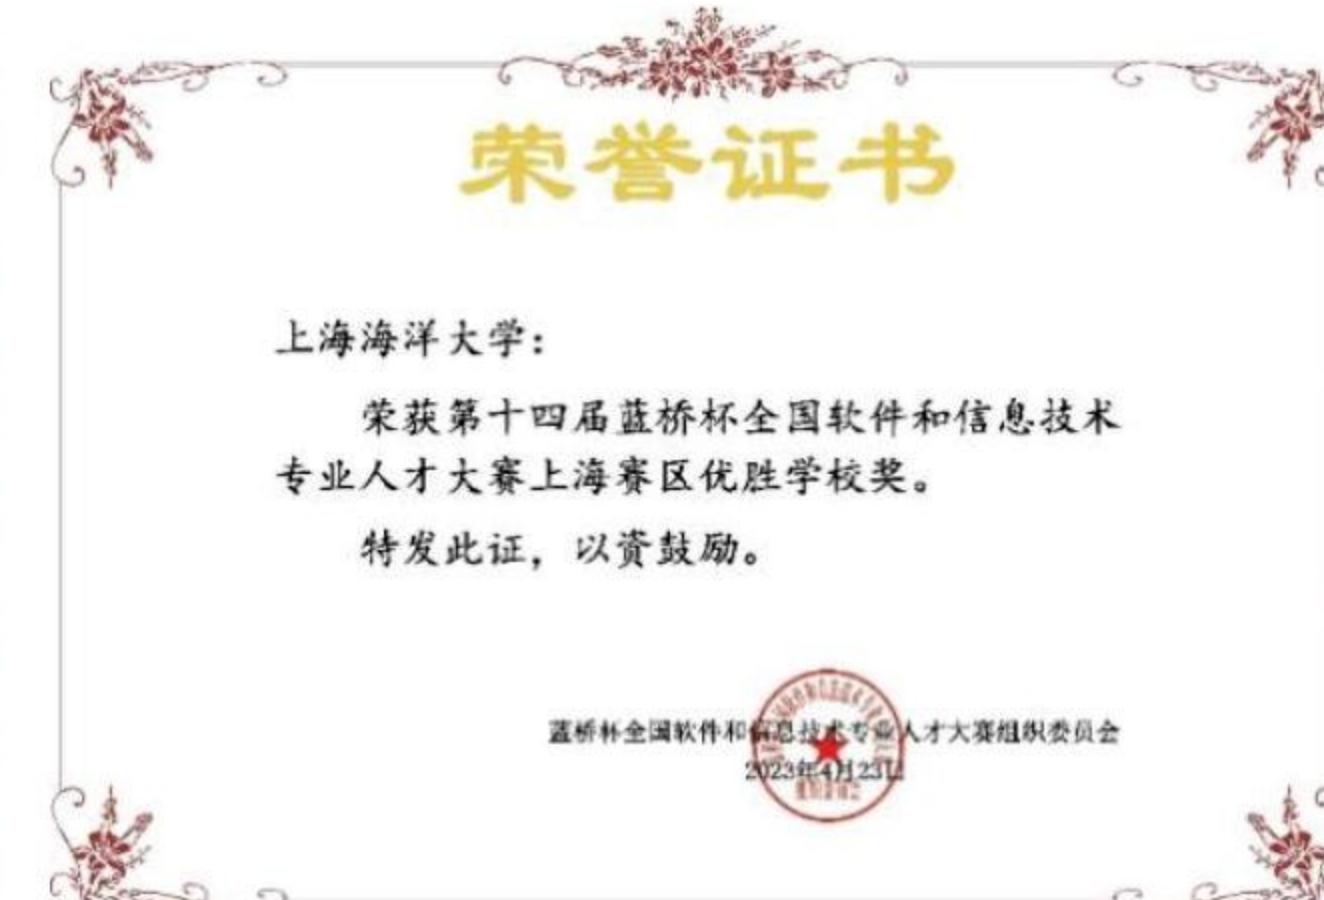 荣誉证书
上海海洋大学：
荣获第十四届蓝桥杯全国软件和信息技术
专业人才大赛上海赛区优胜学校奖。
特发此证，以资鼓励。
蓝桥杯全国软件和信息技术专业人才大赛组织委员会
2023年4月23日